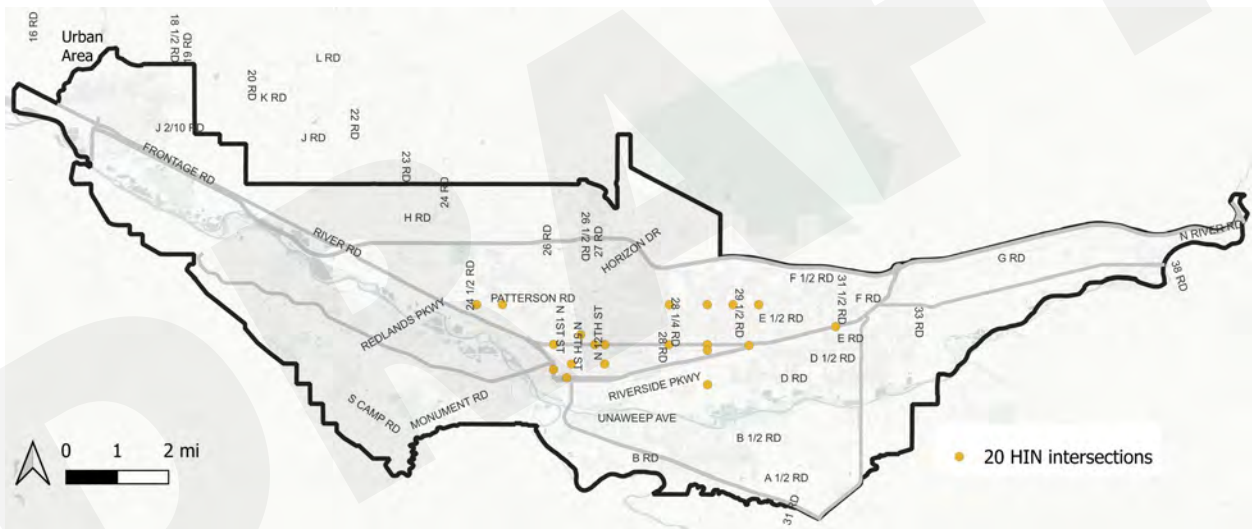 16 RD
Urban
Area
18 1/2 RD
19 RD
L RD
20 RD
K RD
22 RD
J 2/10 RD
J RD
FRONTAGE RD
23 RD
24 RD
H RD
RIVER RD
26 RD
26 1/2 RD
27 RD
HORIZON DR
N RIVER RD
G RD
38 RD
F 1/2 RD
24 1/2 RD
PATTERSON RD
28 1/4 RD
29 1/2 RD
31 1/2 RD
F RD
33 RD
REDLANDS PKWY
N 1ST ST
N 12TH ST
28 RD
E 1/2 RD
E RD
D 1/2 RD
D RD
RIVERSIDE PKWY
S CAMP RD
MONUMENT RD
UNAWEEP AVE
B 1/2 RD
B RD
A 1/2 RD
31 RD
0 1 2 mi
20 HIN intersections
DRAFT